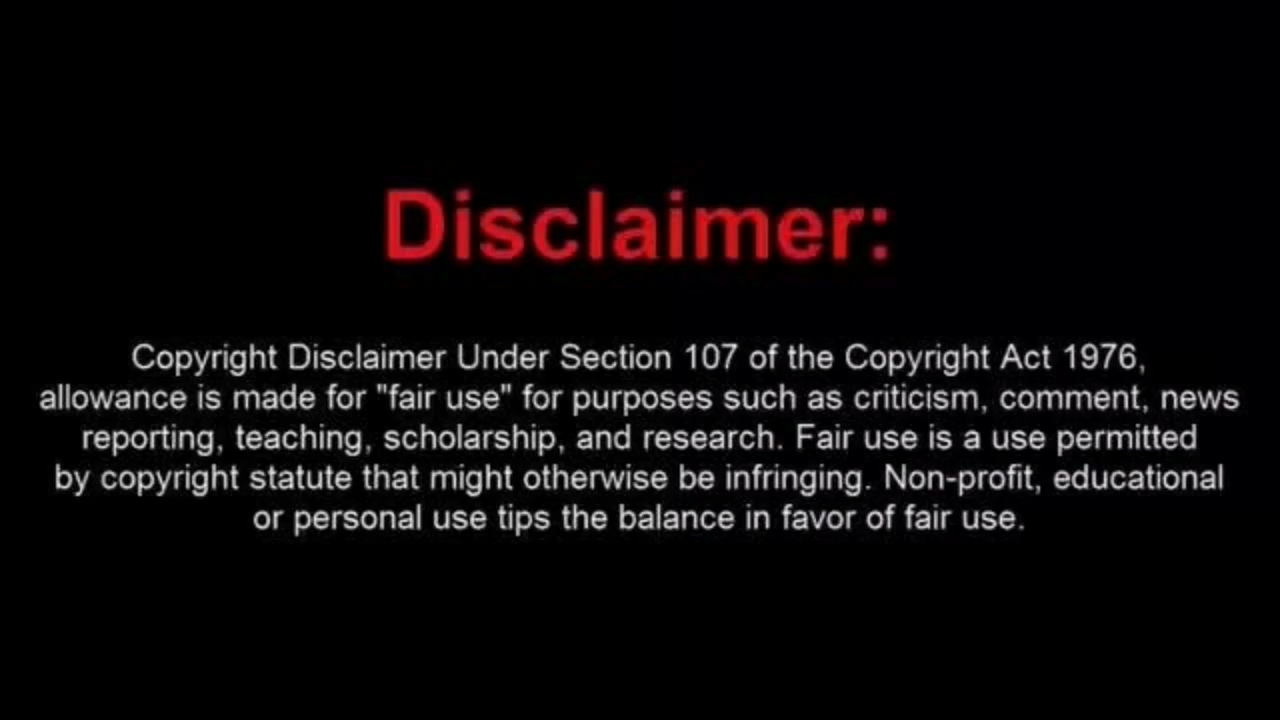 Disclaimer:
Copyright Disclaimer Under Section 107 of the Copyright Act 1976,
allowance is made for "fair use" for purposes such as criticism, comment, news
reporting, teaching, scholarship, and research. Fair use is a use permitted
by copyright statute that might otherwise be infringing. Non-profit, educational
or personal use tips the balance in favor of fair use.